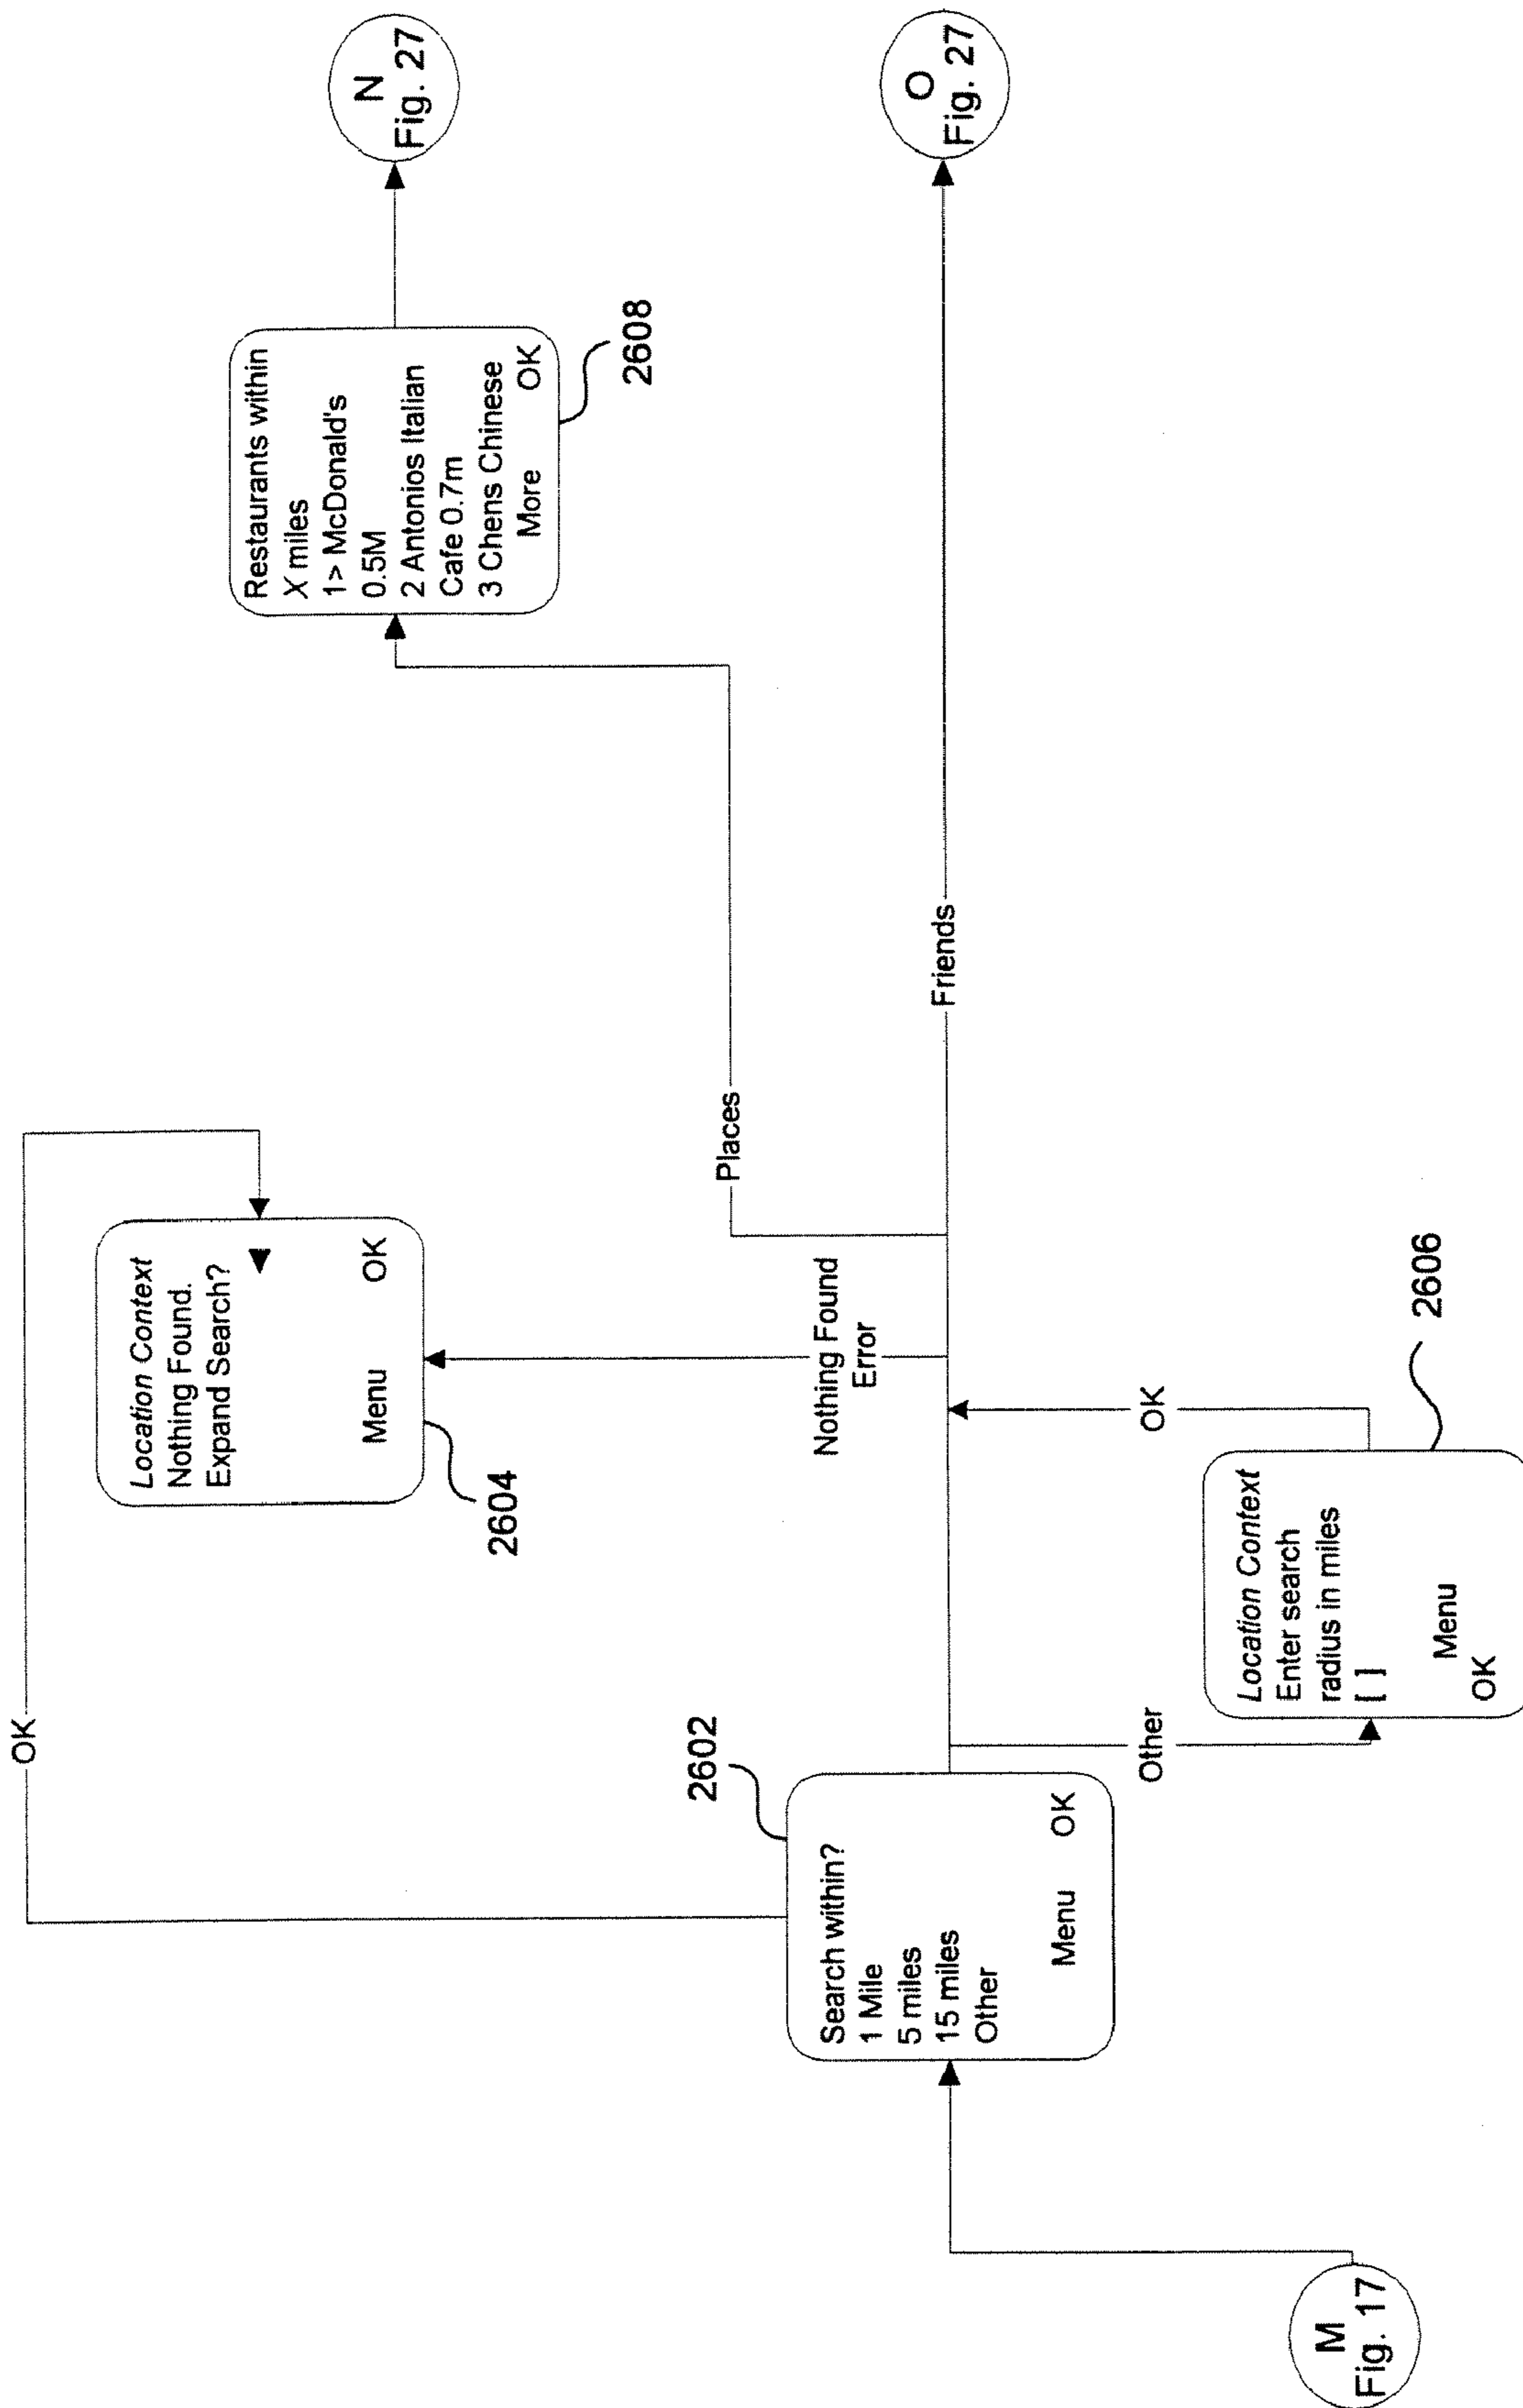 OK
Location Context
Nothing Found.
Expand Search?
Menu OK
2604
Restaurants within
X miles
1> McDonald's
0.5M
2 Antonios Italian
Cafe 0.7m
3 Chens Chinese
More OK
2608
N
Fig. 27
Places
Nothing Found
Error
2602
Search within?
1 Mile
5 miles
15 miles
Other
Menu OK
Friends
O
Fig. 27
Other
OK
Location Context
Enter search
radius in miles
[ ]
Menu
OK
2606
M
Fig. 17